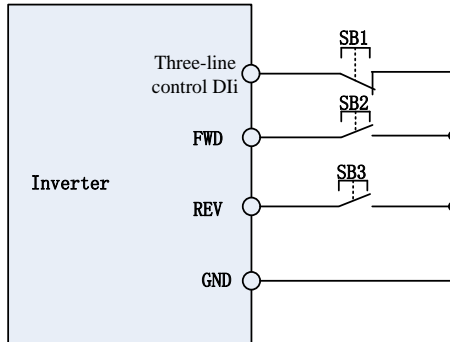 SB1
Three-line
control DIi
SB2
FWD
Inverter
SB3
REV
GND